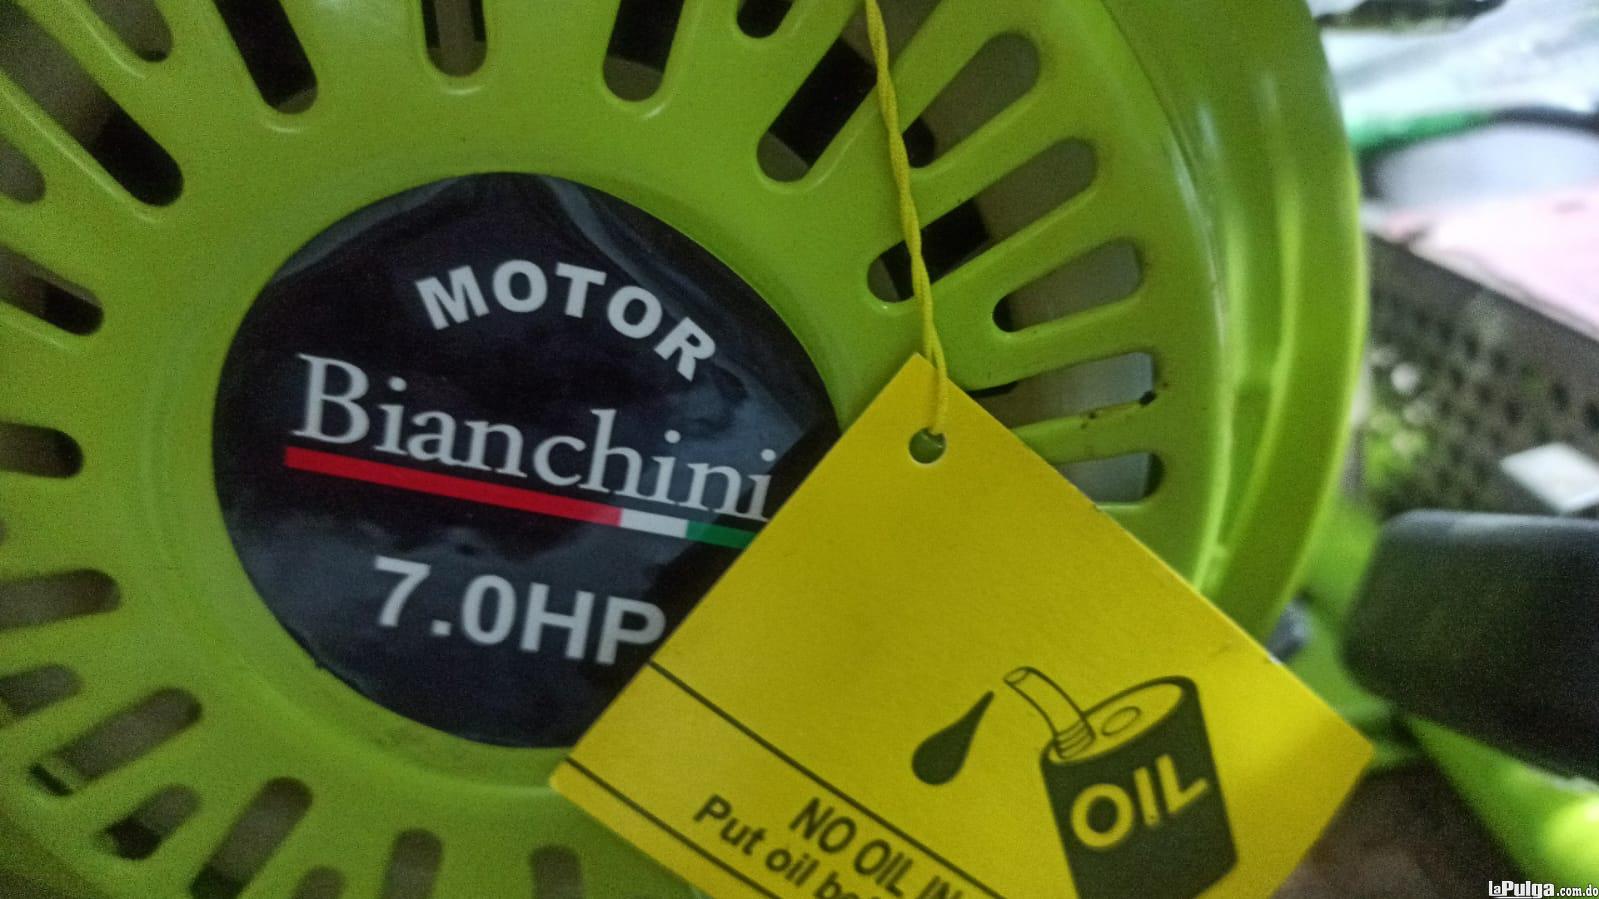 MOTOR
Bianchini
7.0HP
OIL
NO OIL IN
Put oil
laPulga.com.do